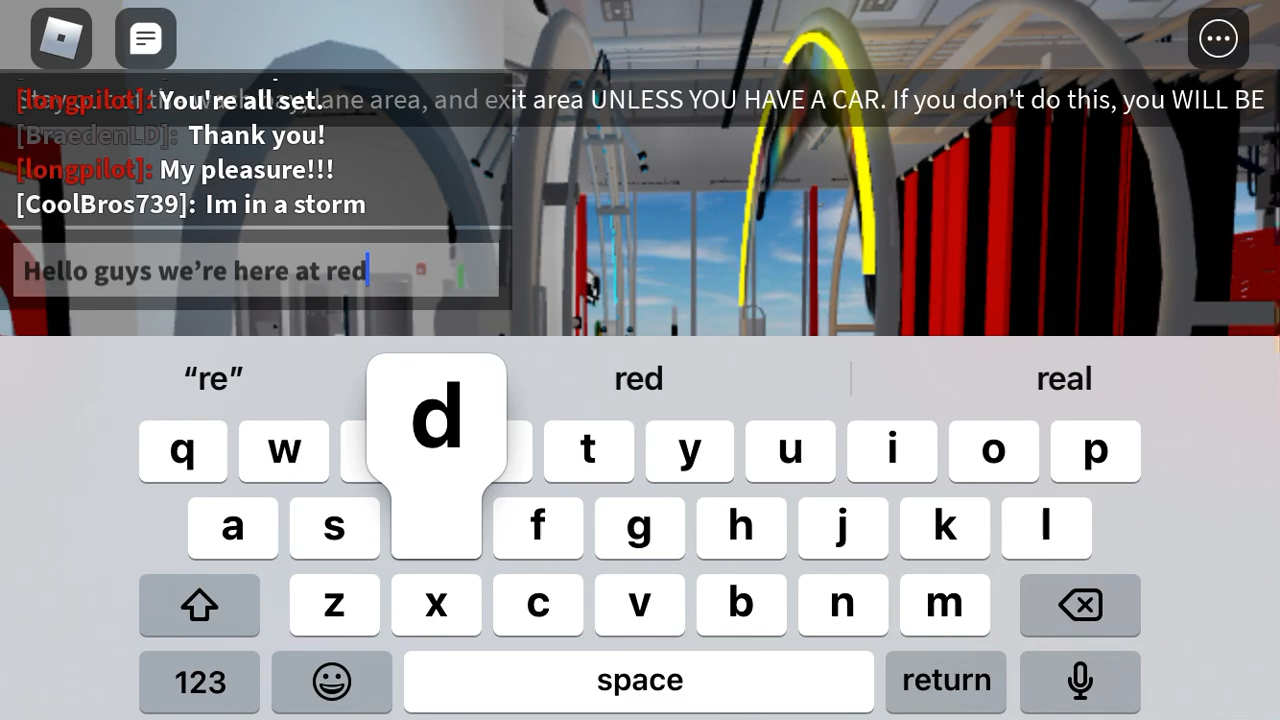 [longpilot]: You're all set.
lane area, and exit area UNLESS YOU HAVE A CAR. If you don't do this, you WILL BE
[BraedenLD]: Thank you!
[longpilot]: My pleasure!!!
[CoolBros739]: Im in a storm
Hello guys we’re here at red
“re” red real
d
q w t y u i o p
a s f g h j k l
z x c v b n m
123 space return